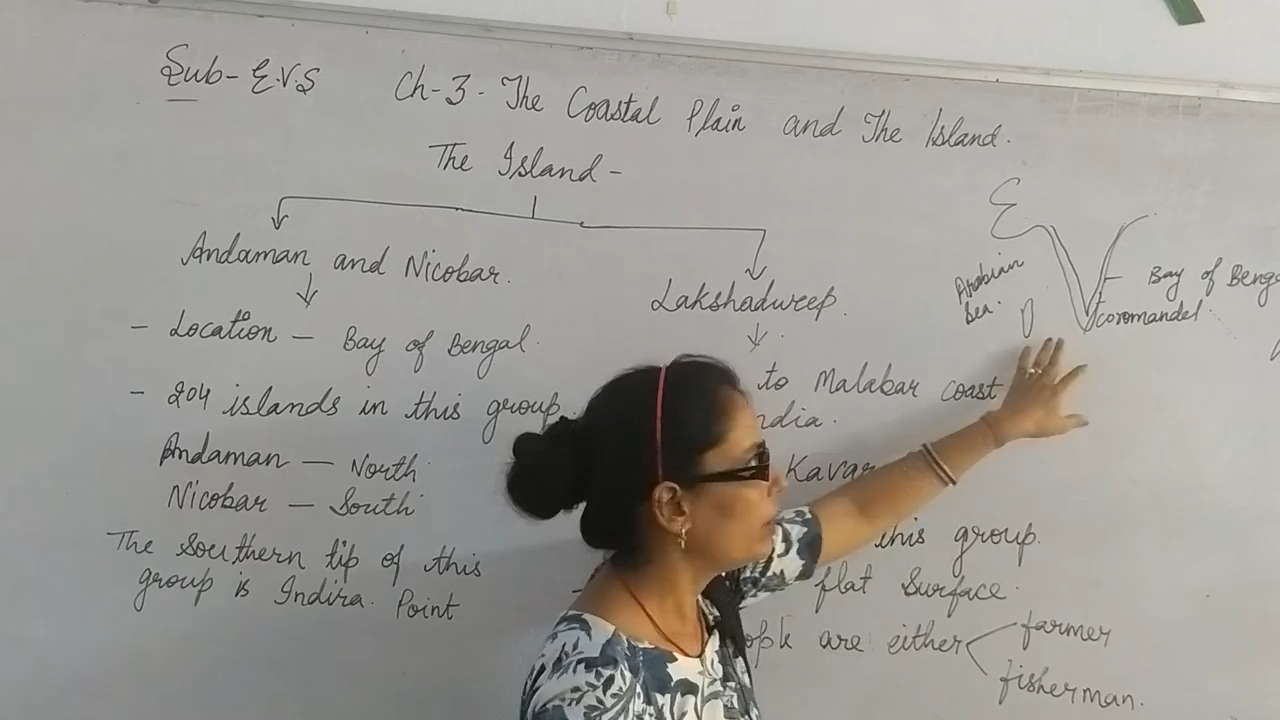 Sub- E.V.S Ch-3- The Coastal Plain and The Island.
The Island-
Andaman and Nicobar.
- Location - Bay of Bengal.
- 204 islands in this group.
Andaman - North
Nicobar - South
The Southern tip of this
group is Indira Point
Lakshadweep.
to Malabar coast
this group.
flat Surface.
are either farmer
fisherman.
Arabian
Sea.
Bay of
Coromandel.